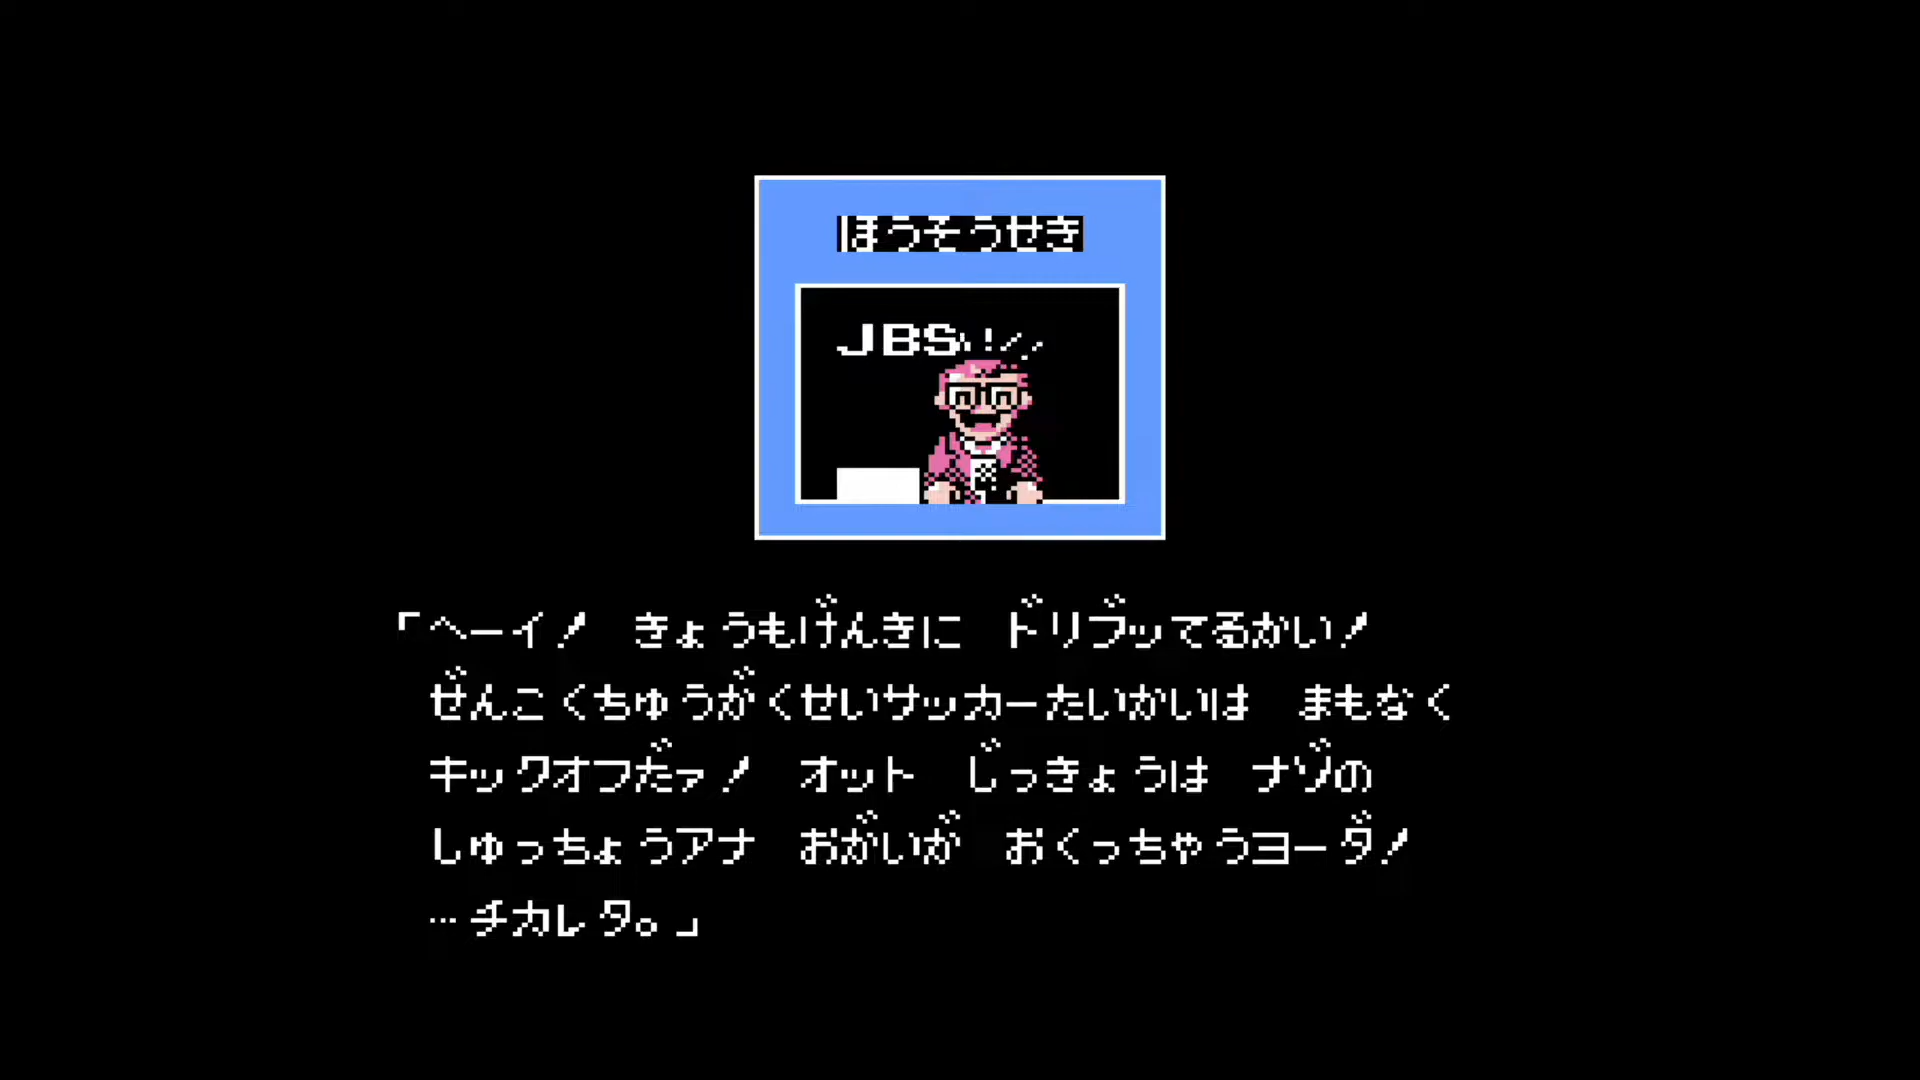 ほうそうせき
JBS
「ヘーイ！ きょうもげんきに ドリブッてるかい！
ぜんこくちゅうがくせいサッカーたいかいは まもなく
キックオフだァ！ オット じっきょうは ナゾの
しゅっちょうアナ おがいが おくっちゃうヨーダ！
…チカレタ。」